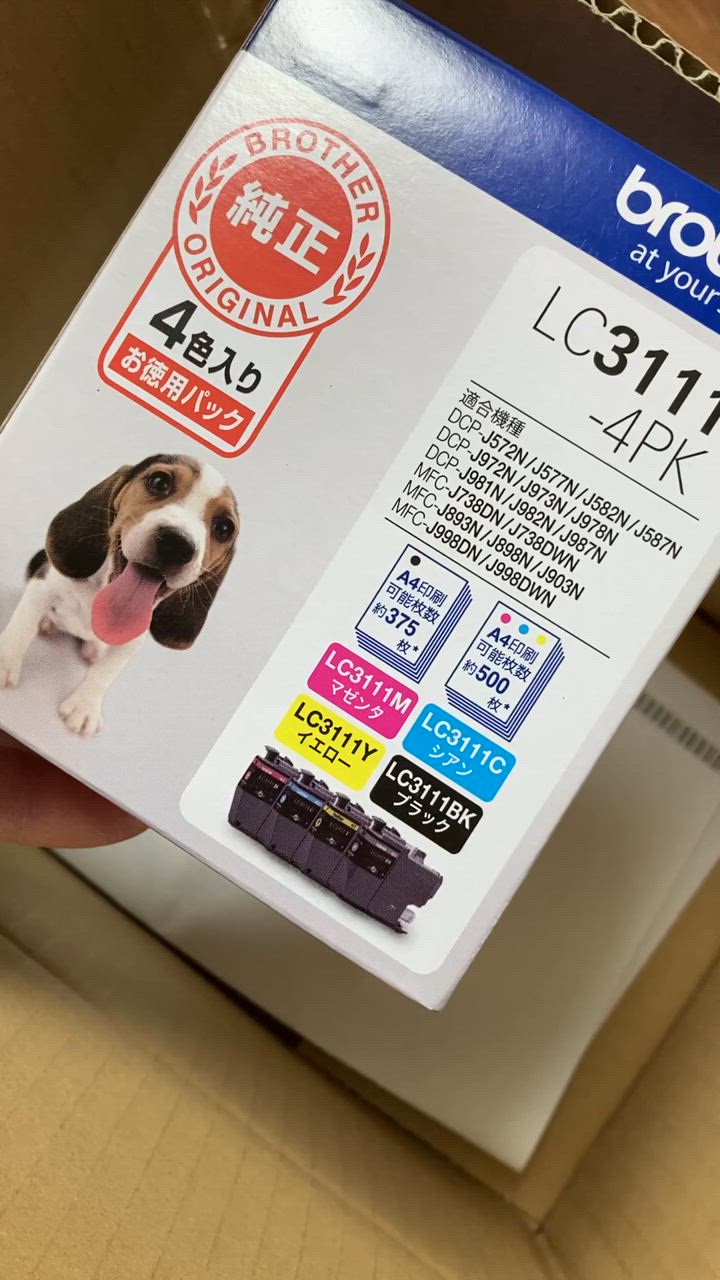 BROTHER
純正
ORIGINAL
4色入り
お徳用パック
at your
LC3111
-4PK
適合機種
DCP-J572N/J577N/J582N/J587N
DCP-J972N/J973N/J978N
DCP-J981N/J982N/J987N
MFC-J738DN/J738DWN
MFC-J893N/J898N/J903N
MFC-J998DN/J998DWN
A4印刷
可能枚数
約375
枚*
A4印刷
可能枚数
約500
枚*
LC3111M
マゼンタ
LC3111C
シアン
LC3111Y
イエロー
LC3111BK
ブラック